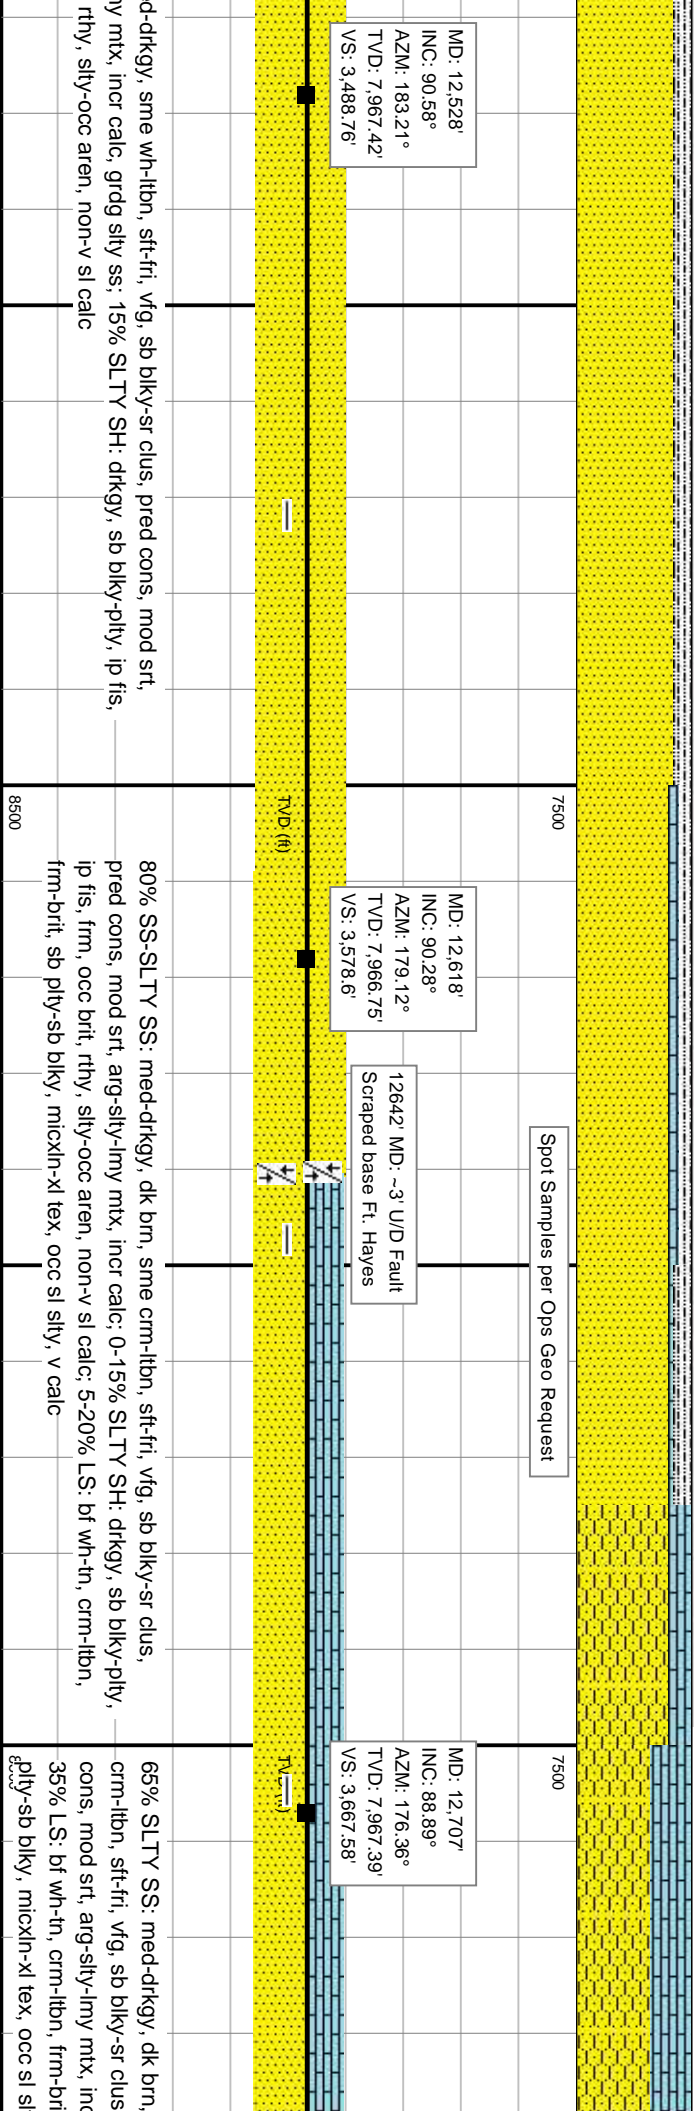 MD: 12,528'
INC: 90.58°
AZM: 183.21°
TVD: 7,967.42'
VS: 3,488.76'
d-drkgy, sme wh-ltbn, sft-fri, vfg, sb blky-sr clus, pred cons, mod srt,
mtx, incr calc, grdg slty ss; 15% SLTY SH: drkgy, sb blky-plty, ip fis,
rthy, slty-occ aren, non-v sl calc
7500
TVD (ft)
8500
MD: 12,618'
INC: 90.28°
AZM: 179.12°
TVD: 7,966.75'
VS: 3,578.6'
80% SS-SLTY SS: med-drkgy, dk brn, sme crm-ltbn, sft-fri, vfg, sb blky-sr clus,
pred cons, mod srt, arg-slty-lmy mtx, incr calc; 0-15% SLTY SH: drkgy, sb blky-plty,
ip fis, frm, occ brit, rthy, slty-occ aren, non-v sl calc; 5-20% LS: bf wh-tn, crm-ltbn,
frm-brit, sb plty-sb blky, micxln-xl tex, occ sl slty, v calc
12642' MD: ~3' U/D Fault
Scraped base Ft. Hayes
Spot Samples per Ops Geo Request
7500
MD: 12,707'
INC: 88.89°
AZM: 176.36°
TVD: 7,967.39'
VS: 3,667.58'
65% SLTY SS: med-drkgy, dk brn,
crm-ltbn, sft-fri, vfg, sb blky-sr clus
cons, mod srt, arg-slty-lmy mtx, inc
35% LS: bf wh-tn, crm-ltbn, frm-bri
plty-sb blky, micxln-xl tex, occ sl sl